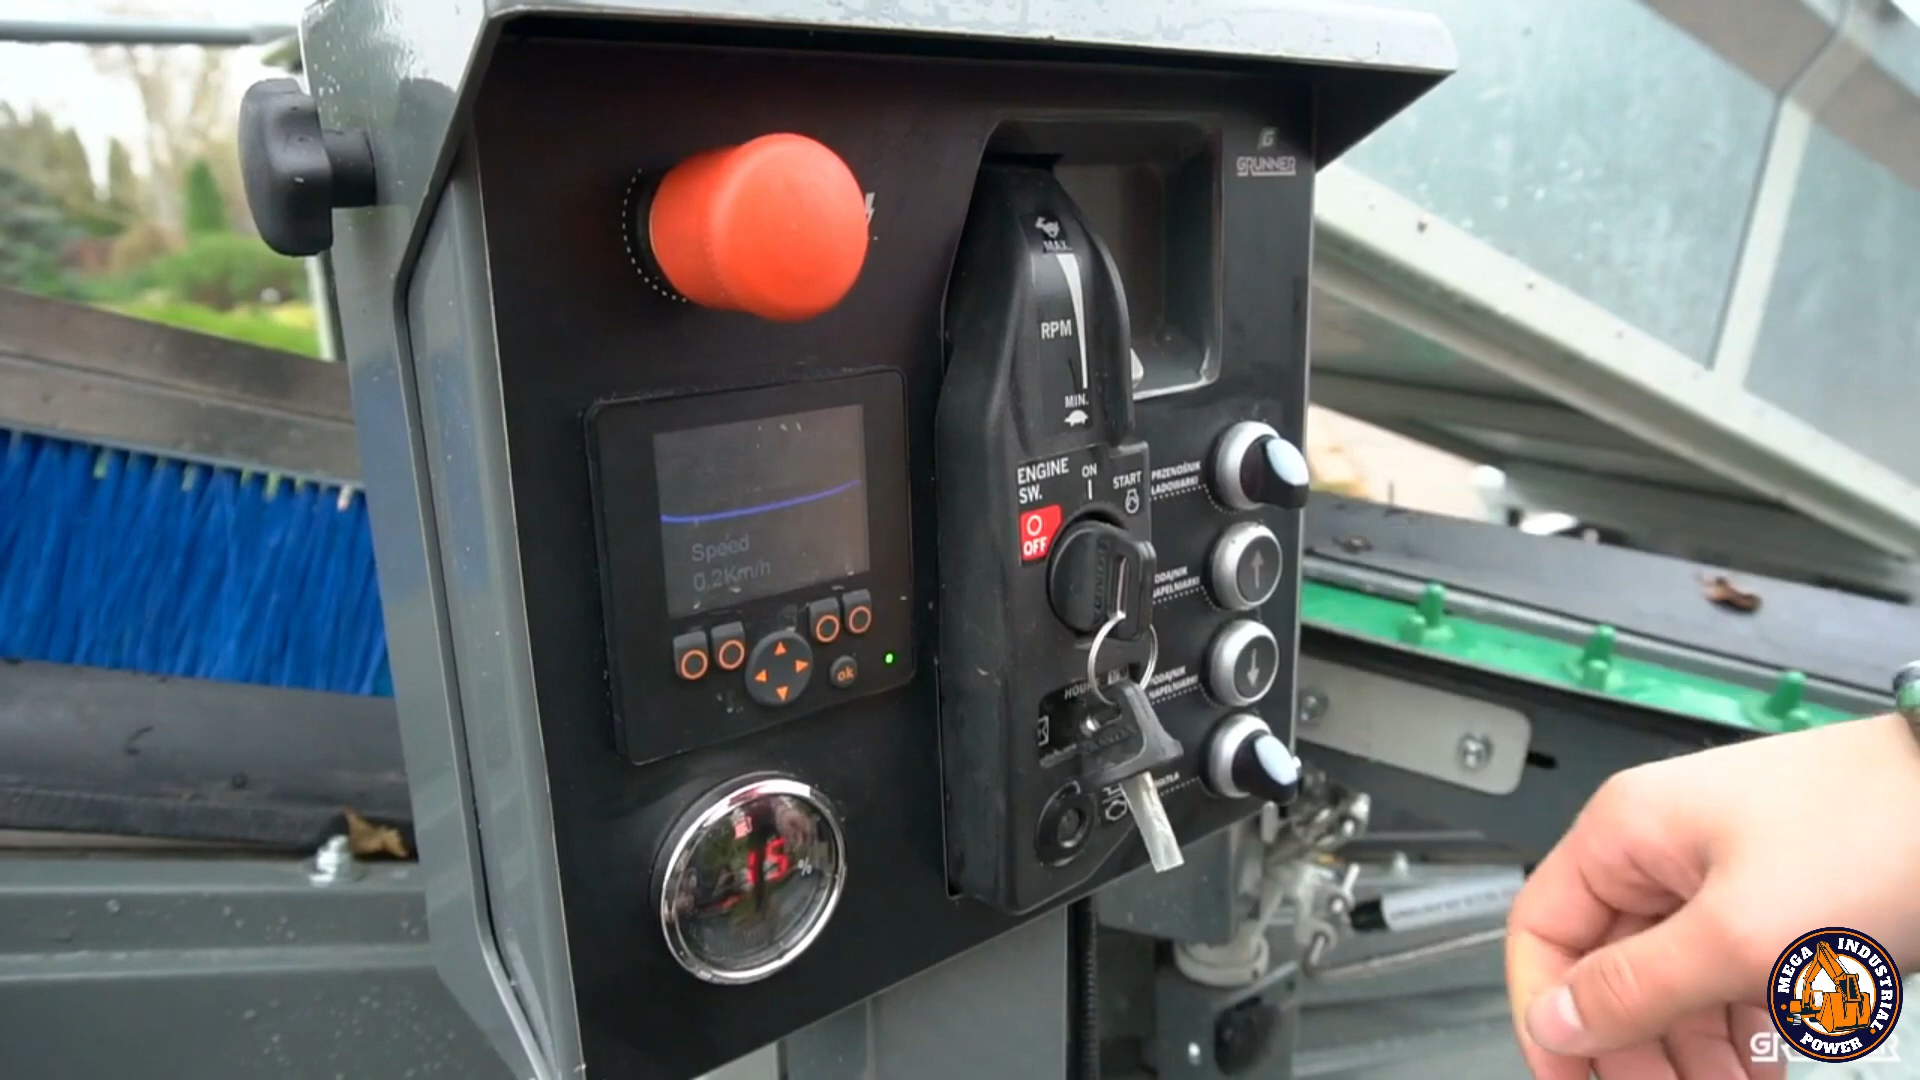 GRUNNER
MAX.
RPM
MIN.
ENGINE
SW.
ON
START
OFF
PRZENOŚNIK
ŁADOWARKI
Speed
0.2Km/h
ok
HOURS
15 %
MEGA INDUSTRIAL
POWER